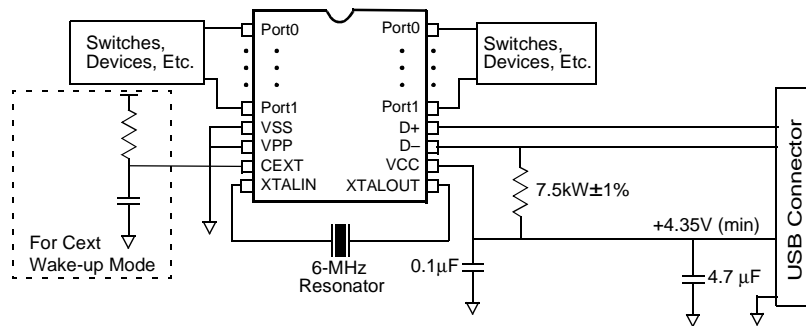 Switches,
Devices, Etc.
Port0
Port0
Switches,
Devices, Etc.
Port1
Port1
VSS
D+
VPP
D–
CEXT
VCC
XTALIN
XTALOUT
7.5kW±1%
+4.35V (min)
For Cext
Wake-up Mode
6-MHz
Resonator
0.1µF
4.7 µF
USB Connector